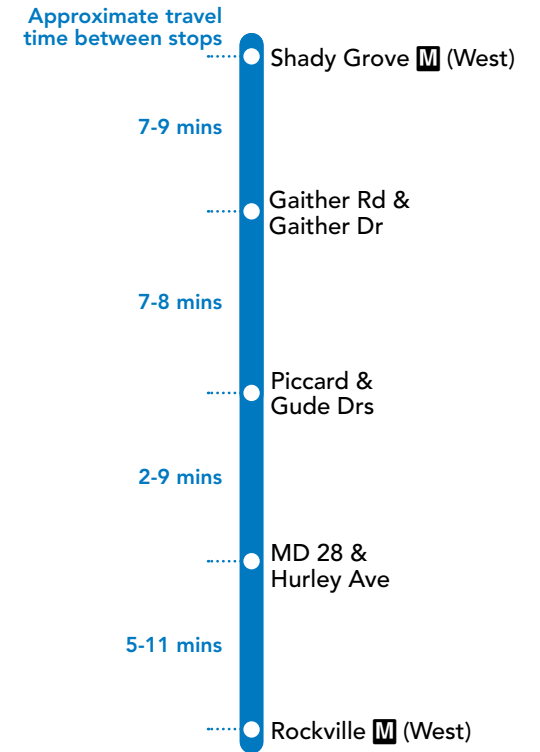 Approximate travel
time between stops
Shady Grove M (West)
7-9 mins
Gaither Rd &
Gaither Dr
7-8 mins
Piccard &
Gude Drs
2-9 mins
MD 28 &
Hurley Ave
5-11 mins
Rockville M (West)